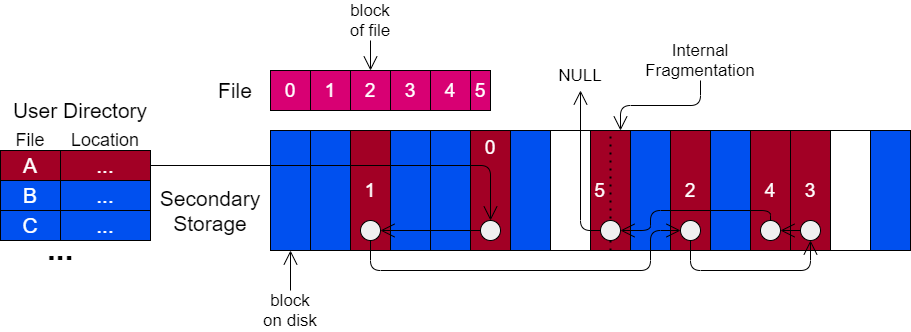 block
of file
File
0 1 2 3 4 5
NULL
Internal
Fragmentation
User Directory
File Location
A ...
B ...
C ...
...
Secondary
Storage
0
1 5 2 4 3
block
on disk